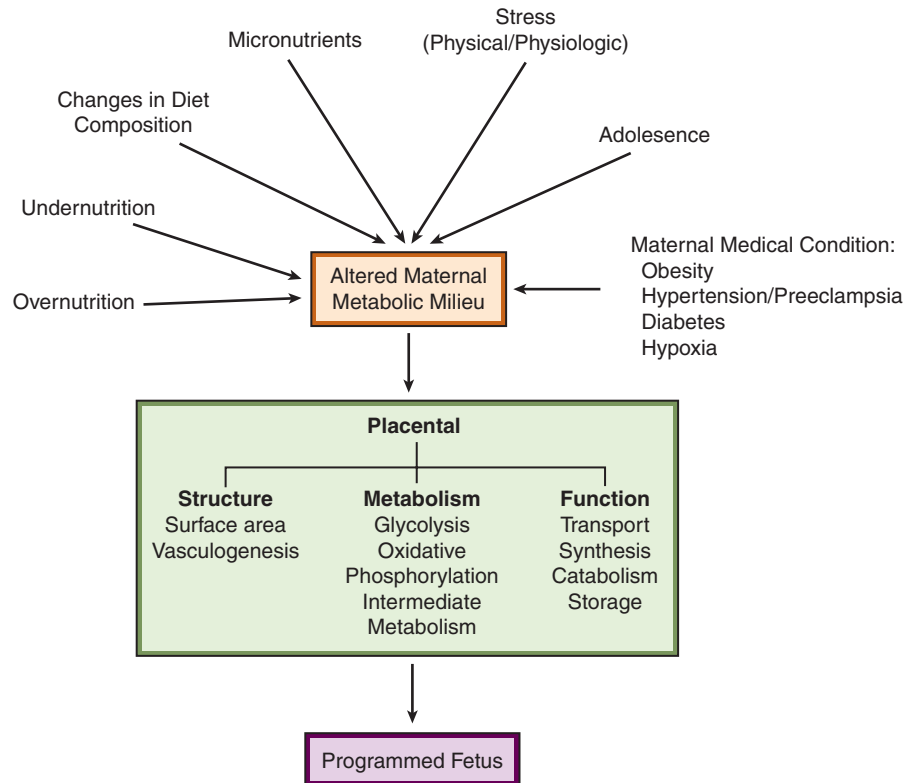 Stress
(Physical/Physiologic)
Micronutrients
Changes in Diet
Composition
Adolesence
Undernutrition
Overnutrition
Altered Maternal
Metabolic Milieu
Maternal Medical Condition:
Obesity
Hypertension/Preeclampsia
Diabetes
Hypoxia
Placental
Structure
Surface area
Vasculogenesis
Metabolism
Glycolysis
Oxidative
Phosphorylation
Intermediate
Metabolism
Function
Transport
Synthesis
Catabolism
Storage
Programmed Fetus